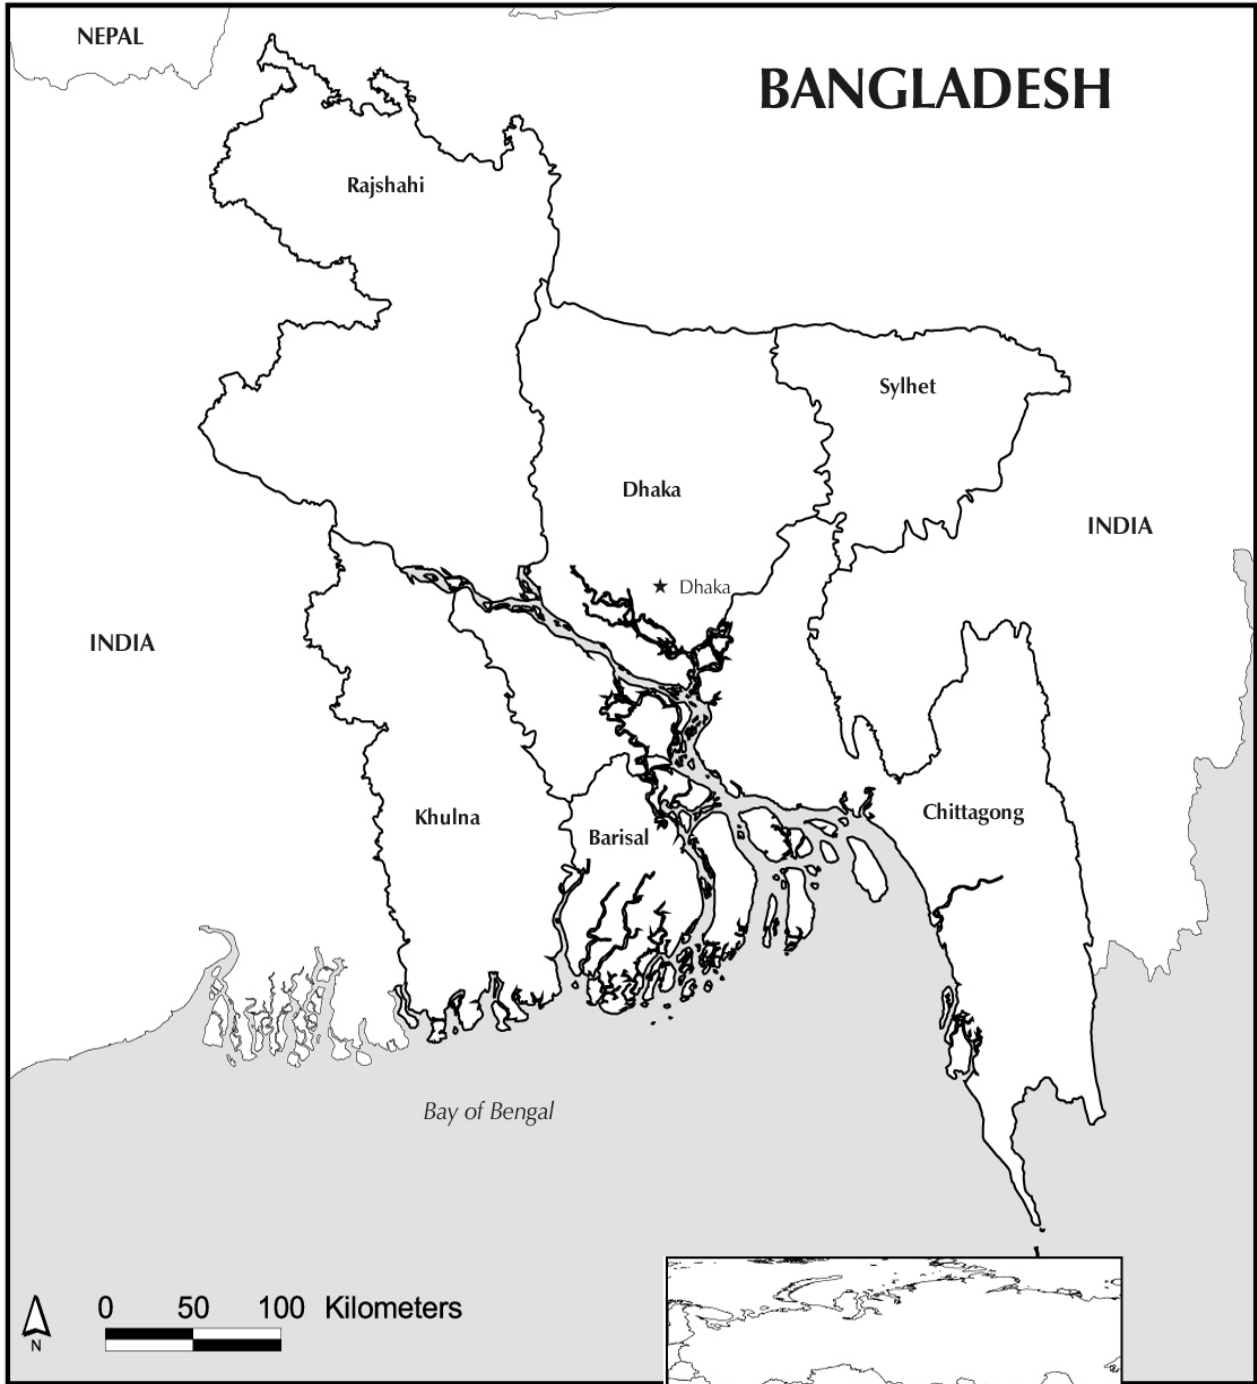 NEPAL
BANGLADESH
Rajshahi
Sylhet
Dhaka
INDIA
Dhaka
INDIA
Khulna
Barisal
Chittagong
Bay of Bengal
0 50 100 Kilometers
N